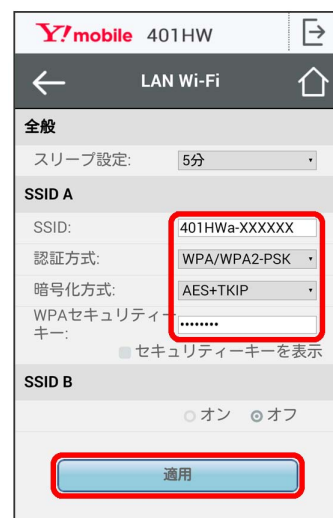 Y!mobile 401HW
LAN Wi-Fi
全般
スリープ設定: 5分
SSID A
SSID: 401HWa-XXXXXX
認証方式: WPA/WPA2-PSK
暗号化方式: AES+TKIP
WPAセキュリティー
キー: ••••••••
セキュリティーキーを表示
SSID B
オン オフ
適用